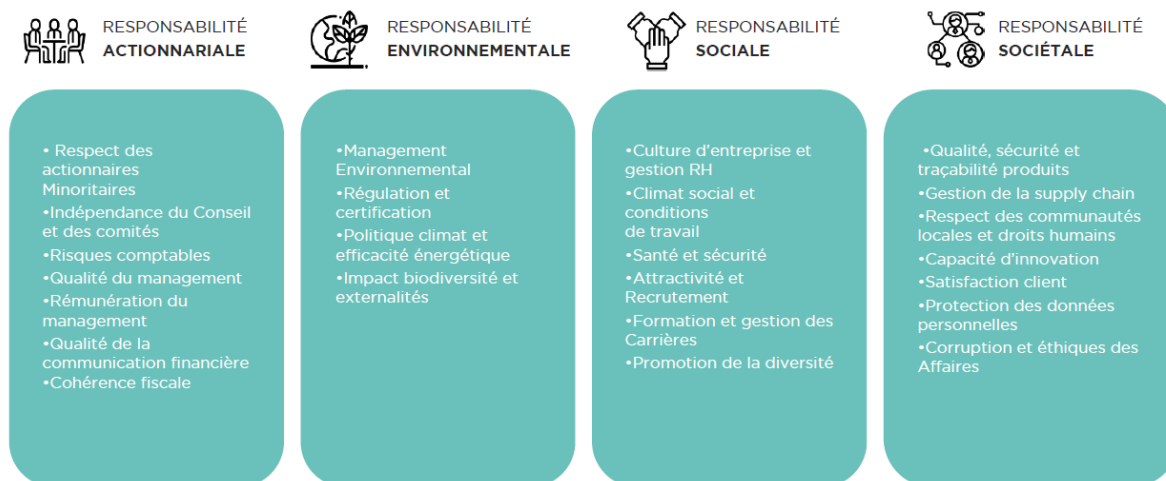 RESPONSABILITÉ
ACTIONNARIALE
• Respect des
actionnaires
Minoritaires
•Indépendance du Conseil
et des comités
•Risques comptables
•Qualité du management
•Rémunération du
management
•Qualité de la
communication financière
•Cohérence fiscale
RESPONSABILITÉ
ENVIRONNEMENTALE
•Management
Environnemental
•Régulation et
certification
•Politique climat et
efficacité énergétique
•Impact biodiversité et
externalités
RESPONSABILITÉ
SOCIALE
•Culture d'entreprise et
gestion RH
•Climat social et
conditions
de travail
•Santé et sécurité
•Attractivité et
Recrutement
•Formation et gestion des
Carrières
•Promotion de la diversité
RESPONSABILITÉ
SOCIÉTALE
•Qualité, sécurité et
traçabilité produits
•Gestion de la supply chain
•Respect des communautés
locales et droits humains
•Capacité d'innovation
•Satisfaction client
•Protection des données
personnelles
•Corruption et éthiques des
Affaires